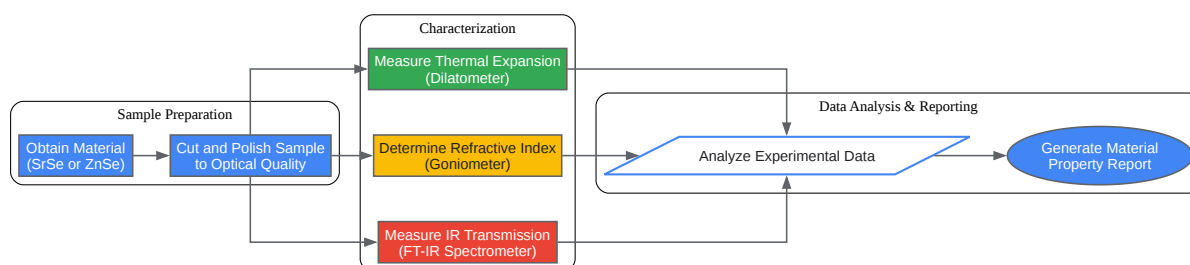 Sample Preparation
Obtain Material
(SrSe or ZnSe)
Cut and Polish Sample
to Optical Quality
Characterization
Measure Thermal Expansion
(Dilatometer)
Determine Refractive Index
(Goniometer)
Measure IR Transmission
(FT-IR Spectrometer)
Data Analysis & Reporting
Analyze Experimental Data
Generate Material
Property Report